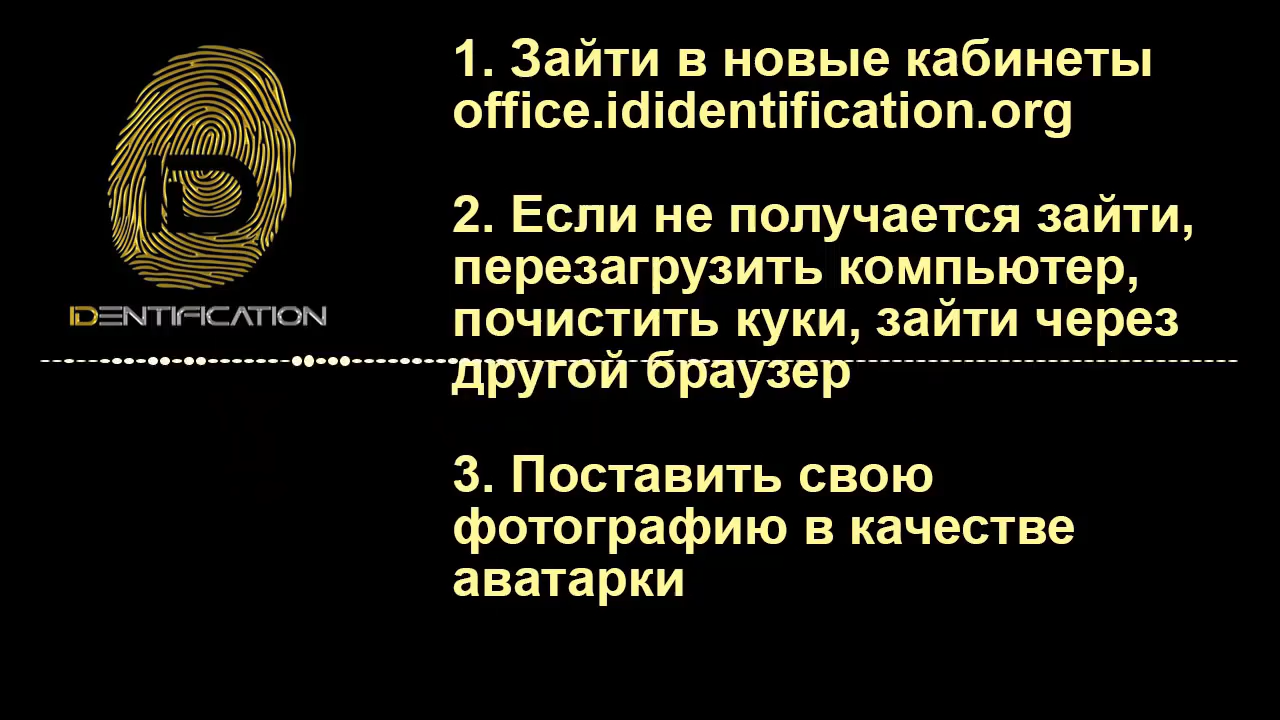 ID
IDENTIFICATION
1. Зайти в новые кабинеты
office.ididentification.org
2. Если не получается зайти,
перезагрузить компьютер,
почистить куки, зайти через
другой браузер
3. Поставить свою
фотографию в качестве
аватарки